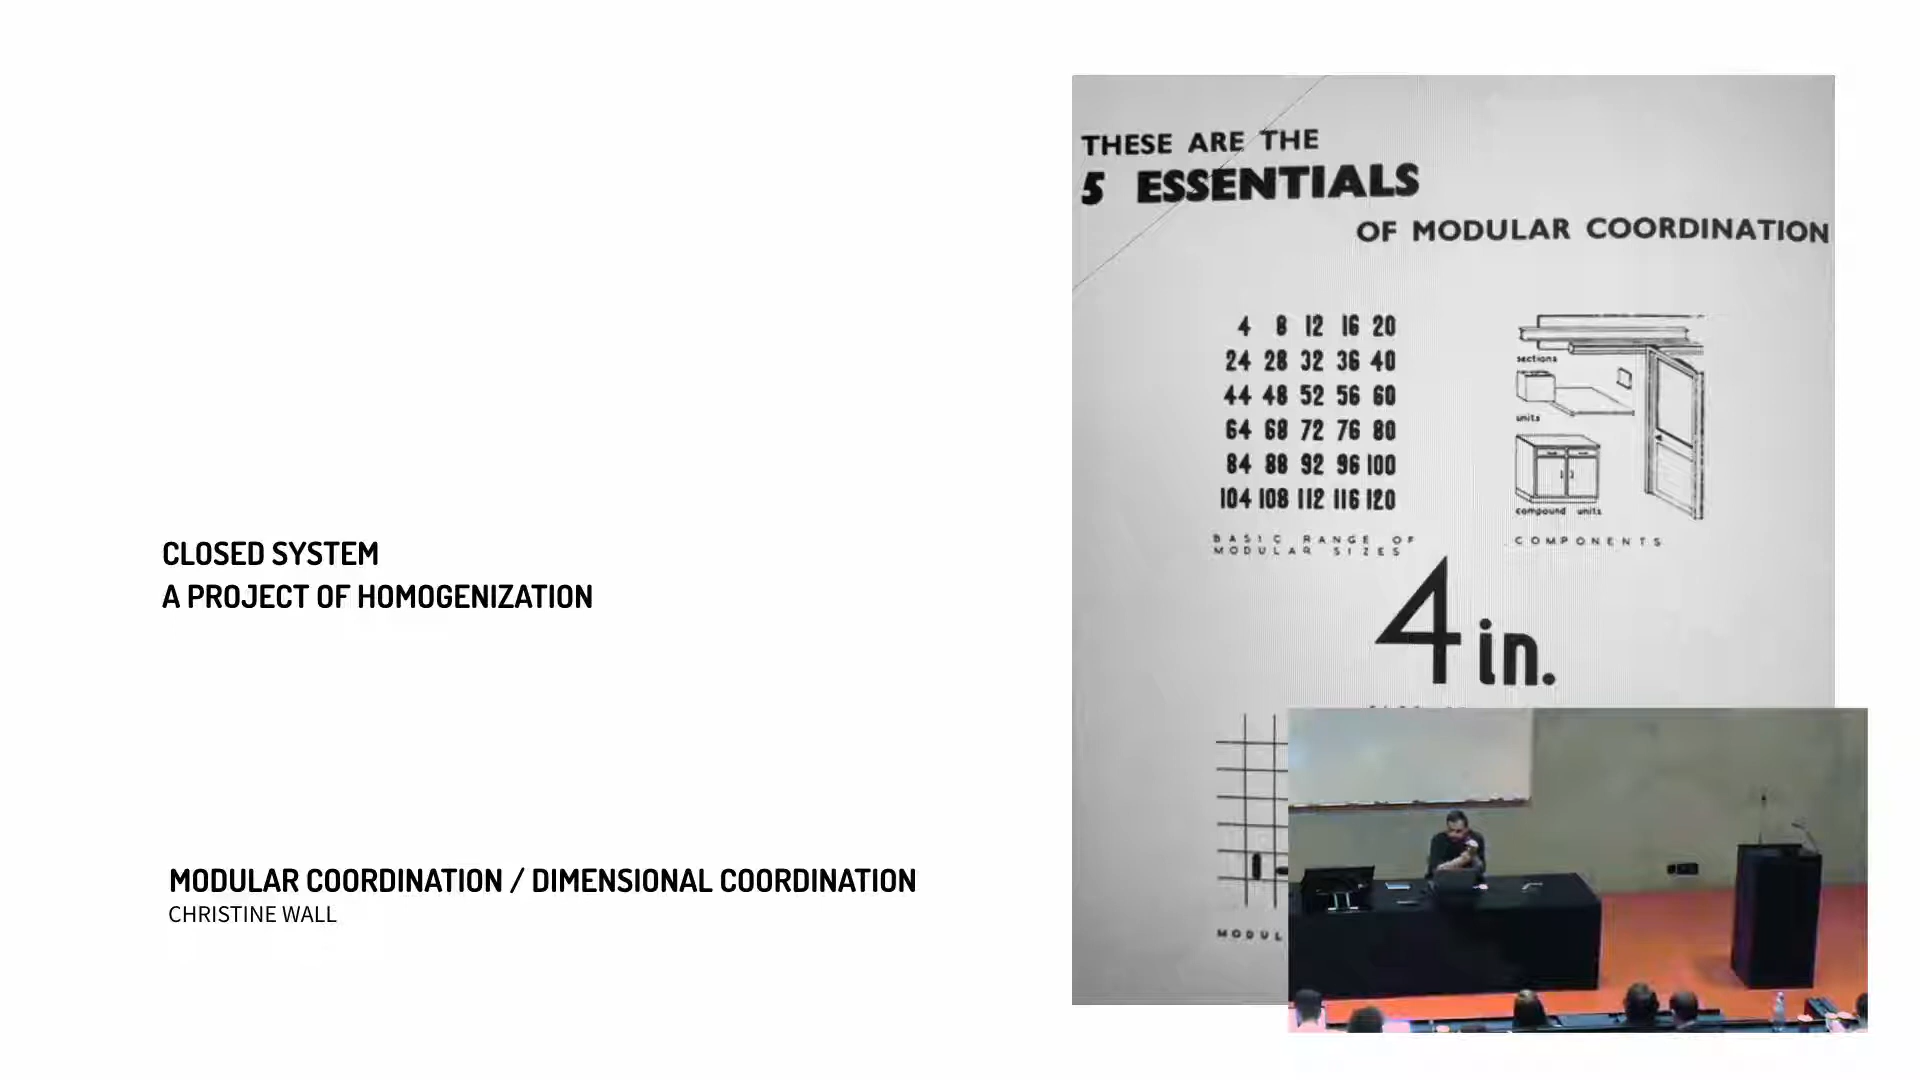 CLOSED SYSTEM
A PROJECT OF HOMOGENIZATION
MODULAR COORDINATION / DIMENSIONAL COORDINATION
CHRISTINE WALL
THESE ARE THE
5 ESSENTIALS
OF MODULAR COORDINATION
4 8 12 16 20
24 28 32 36 40
44 48 52 56 60
64 68 72 76 80
84 88 92 96 100
104 108 112 116 120
BASIC RANGE OF
MODULAR SIZES
sections
units
compound units
COMPONENTS
4 in.